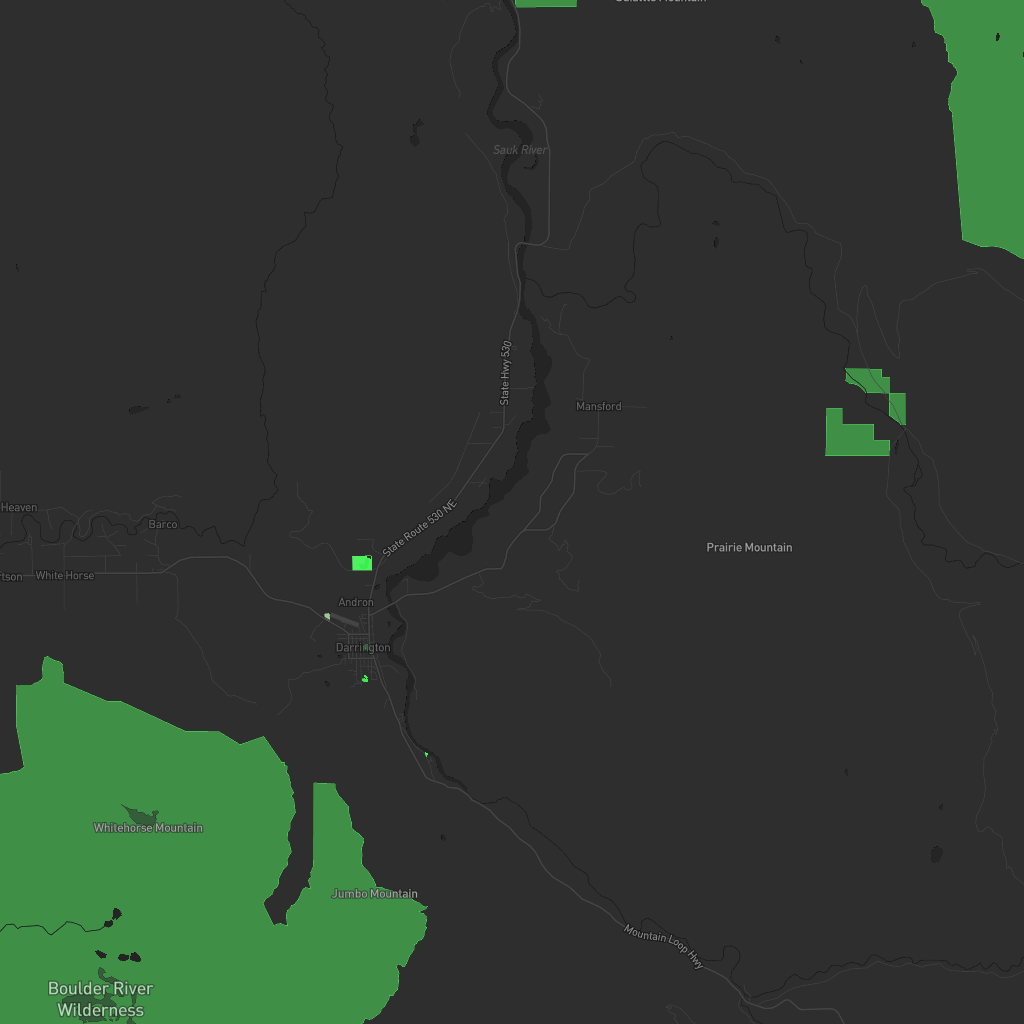 Sauk River
State Hwy 530
Mansford
Heaven
Barco
State Route 530 NE
Prairie Mountain
rtson
White Horse
Andron
Darrington
Whitehorse Mountain
Jumbo Mountain
Mountain Loop Hwy
Boulder River
Wilderness